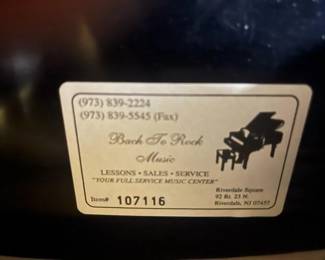 (973) 839-2224
(973) 839-5545 (Fax)
Bach To Rock
Music
LESSONS • SALES • SERVICE
"YOUR FULL SERVICE MUSIC CENTER"
Riverdale Square
92 Rt. 23 N.
Riverdale, NJ 07457
Item# 107116